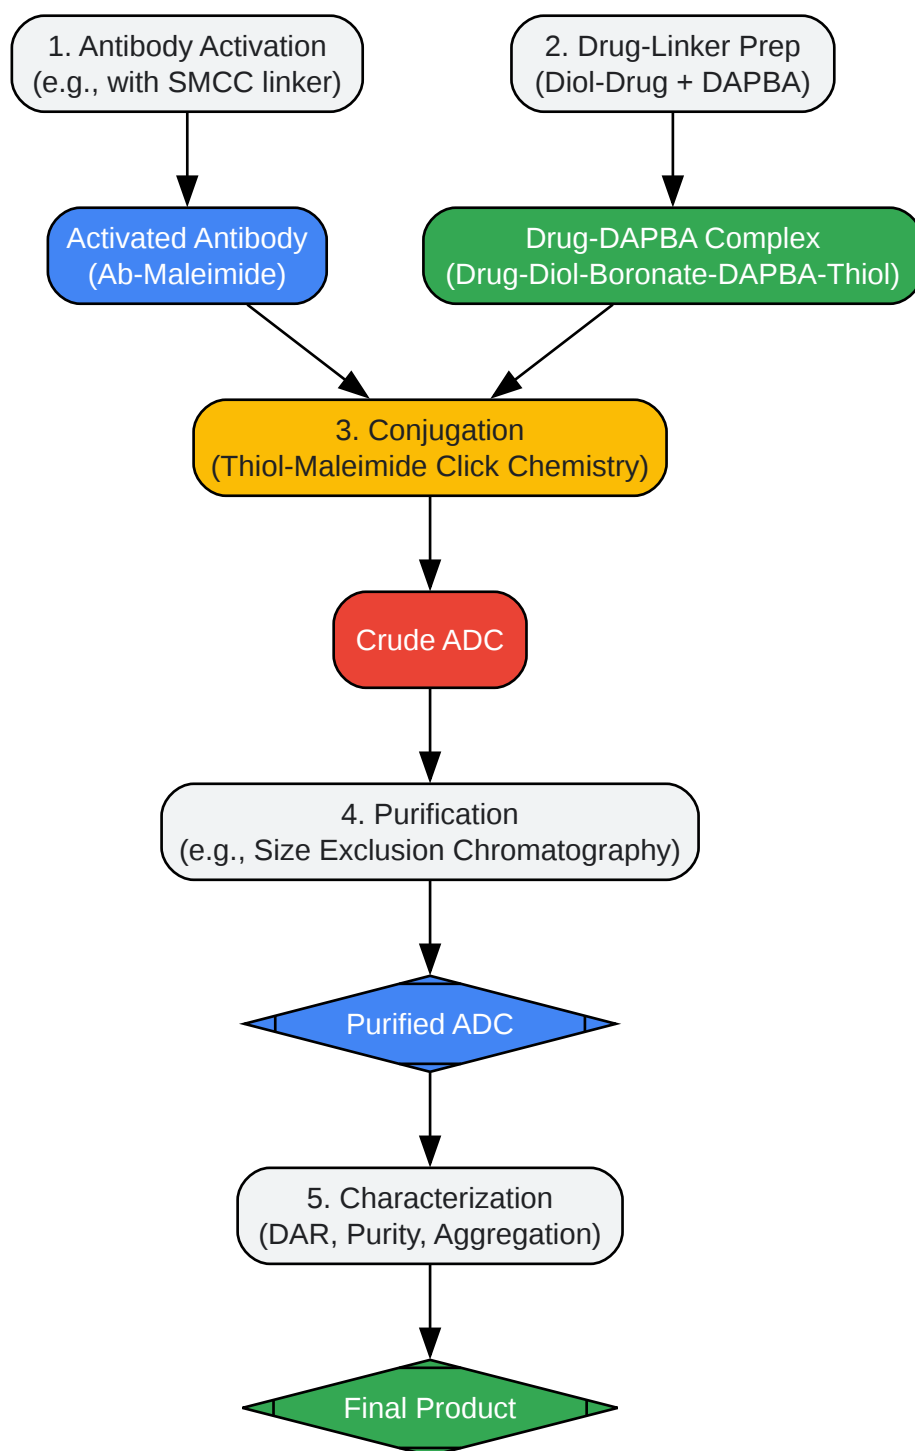 1. Antibody Activation
(e.g., with SMCC linker)
2. Drug-Linker Prep
(Diol-Drug + DAPBA)
Activated Antibody
(Ab-Maleimide)
Drug-DAPBA Complex
(Drug-Diol-Boronate-DAPBA-Thiol)
3. Conjugation
(Thiol-Maleimide Click Chemistry)
Crude ADC
4. Purification
(e.g., Size Exclusion Chromatography)
Purified ADC
5. Characterization
(DAR, Purity, Aggregation)
Final Product